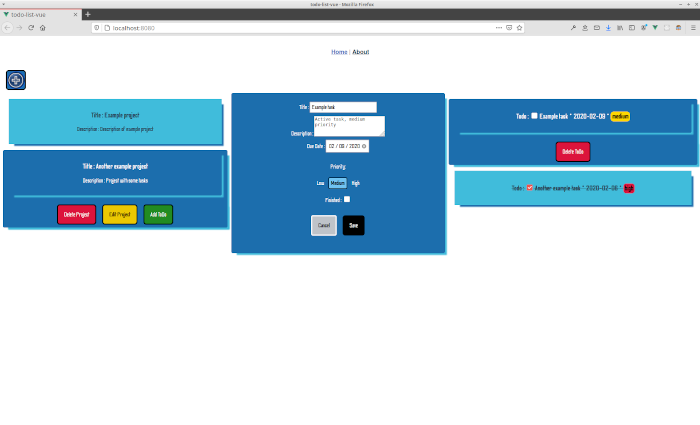 todo-list-vue - Mozilla Firefox
todo-list-vue
localhost:8080
Home | About
Title : Example project
Description : Description of example project
Title : Another example project
Description : Project with some tasks
Delete Project
Edit Project
Add ToDo
Title : Example task
Description: Active task, medium
priority
Due Date : 02 / 09 / 2020
Priority:
Low Medium High
Finished:
Cancel
Save
Todo : Example task * 2020-02-09 * medium
Delete ToDo
Todo : Another example task * 2020-02-06 * high